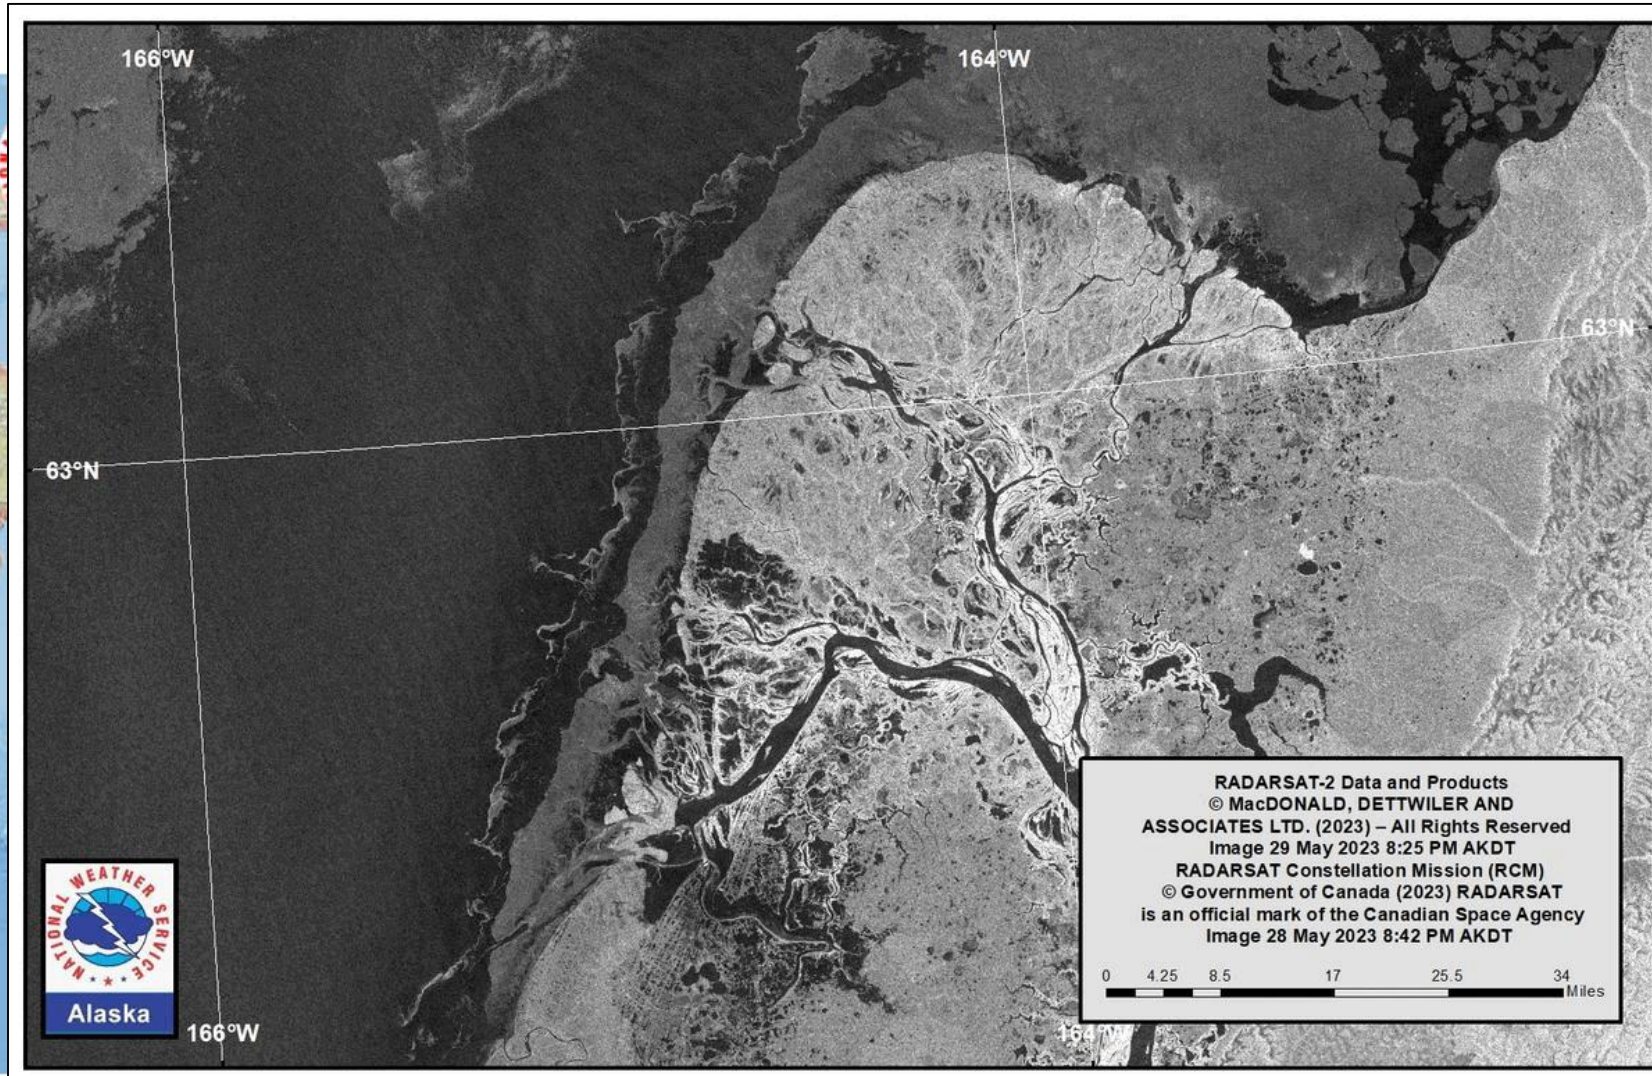 166°W
164°W
63°N
63°N
NATIONAL WEATHER SERVICE
Alaska
166°W
164°W
RADARSAT-2 Data and Products
© MacDONALD, DETTWILER AND
ASSOCIATES LTD. (2023) – All Rights Reserved
Image 29 May 2023 8:25 PM AKDT
RADARSAT Constellation Mission (RCM)
© Government of Canada (2023) RADARSAT
is an official mark of the Canadian Space Agency
Image 28 May 2023 8:42 PM AKDT
0 4.25 8.5 17 25.5 34
Miles